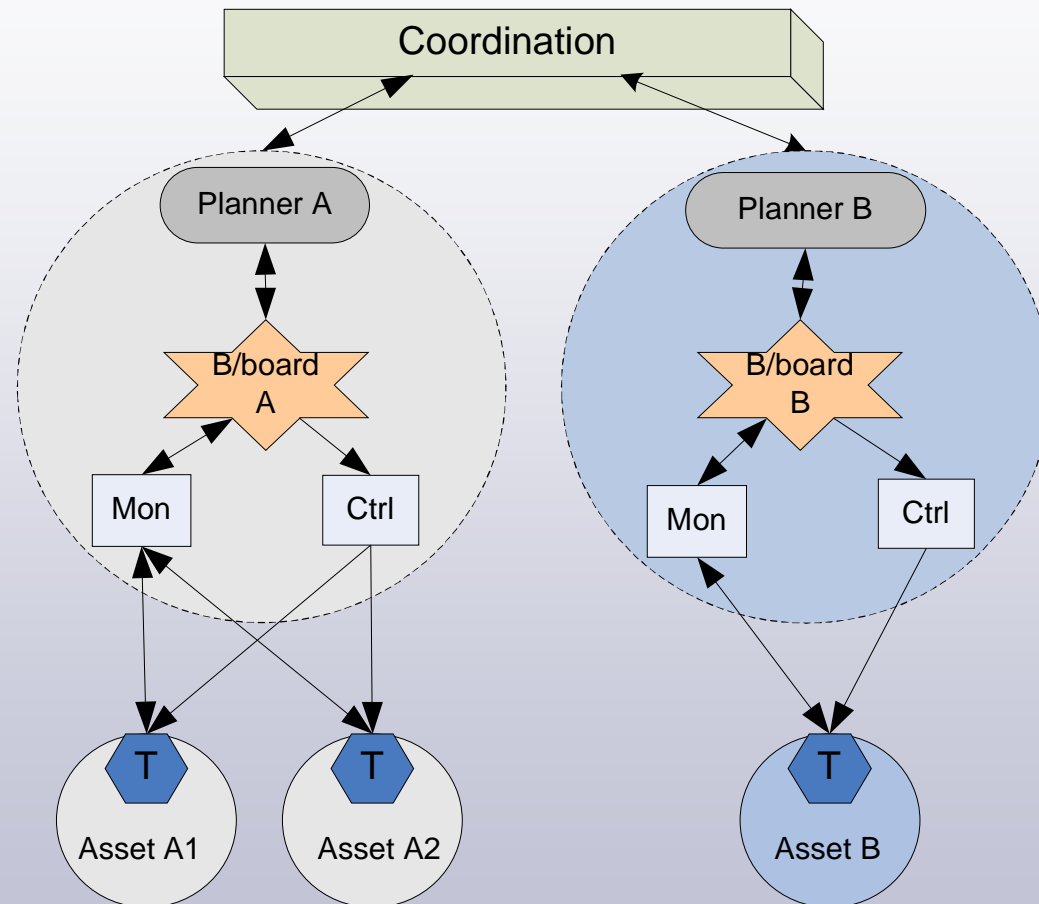 Coordination
Planner A
Planner B
B/board
A
B/board
B
Mon
Ctrl
Mon
Ctrl
T
T
T
Asset A1
Asset A2
Asset B